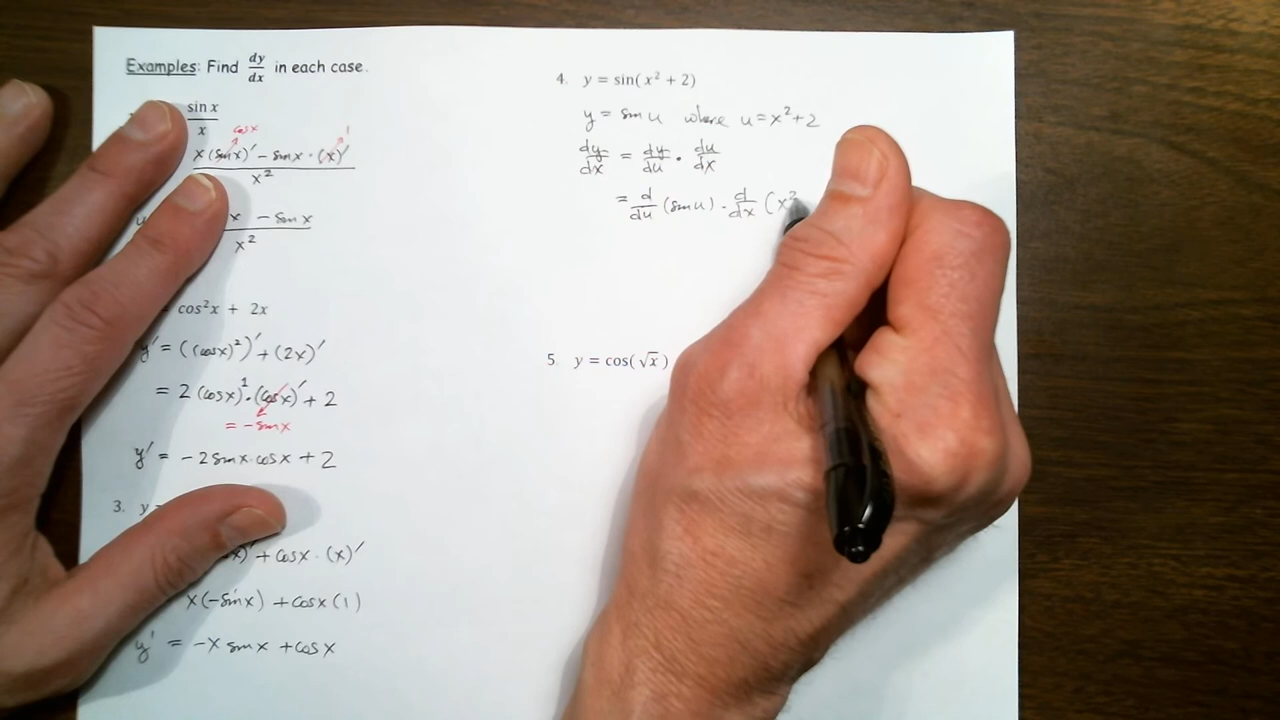 Examples: Find dy/dx in each case.
sin x / x
cos x 1
x(sin x)' - sin x · (x)' / x²
x - sin x / x²
cos²x + 2x
y' = ((cos x)²)' + (2x)'
= 2 (cos x)¹ · (cos x)' + 2
= -sin x
y' = -2 sin x · cos x + 2
3. y
x)' + cos x · (x)'
x(-sin x) + cos x (1)
y' = -x sin x + cos x
4. y = sin(x² + 2)
y = sin u where u = x² + 2
dy/dx = dy/du · du/dx
= d/du (sin u) · d/dx (x²
5. y = cos(√x)